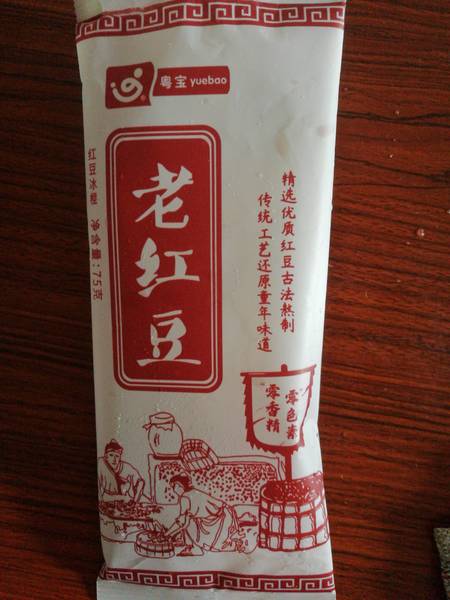 粤宝 yuebao
老红豆
红豆冰棍 净含量:75克
精选优质红豆古法熬制
传统工艺还原童年味道
零色素
零香精